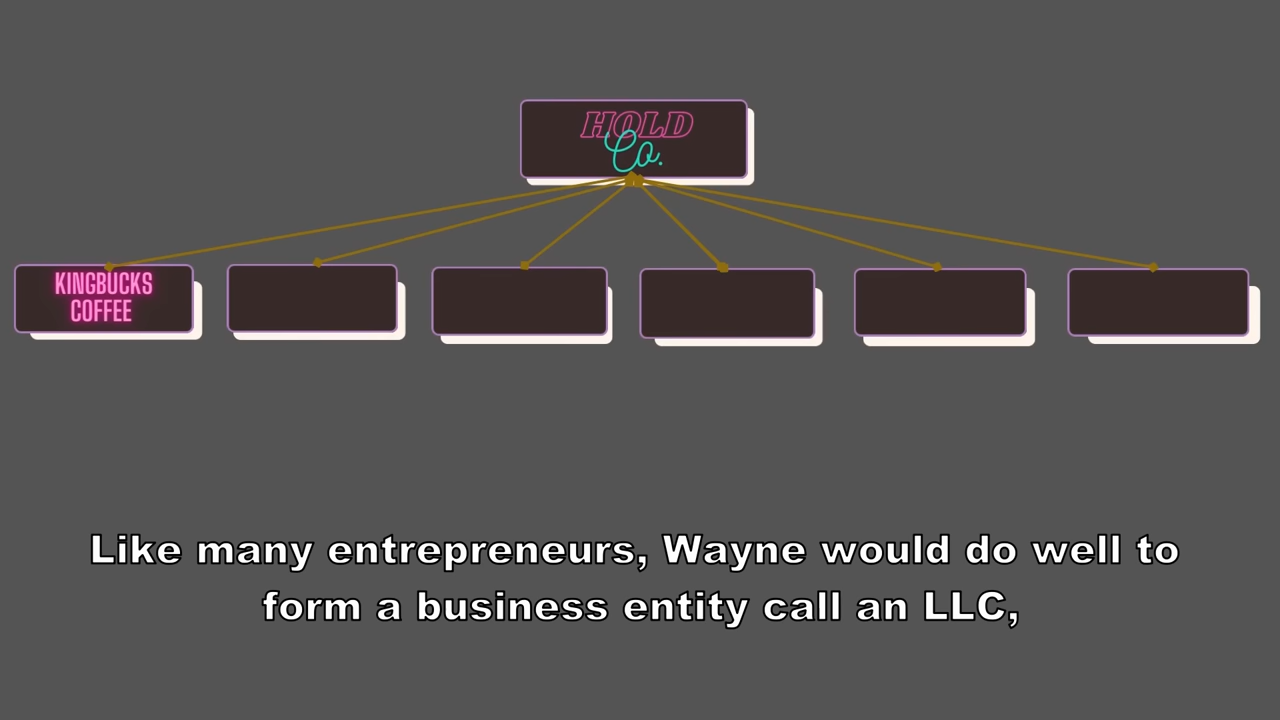 HOLD
Co.
KINGBUCKS
COFFEE
Like many entrepreneurs, Wayne would do well to
form a business entity call an LLC,